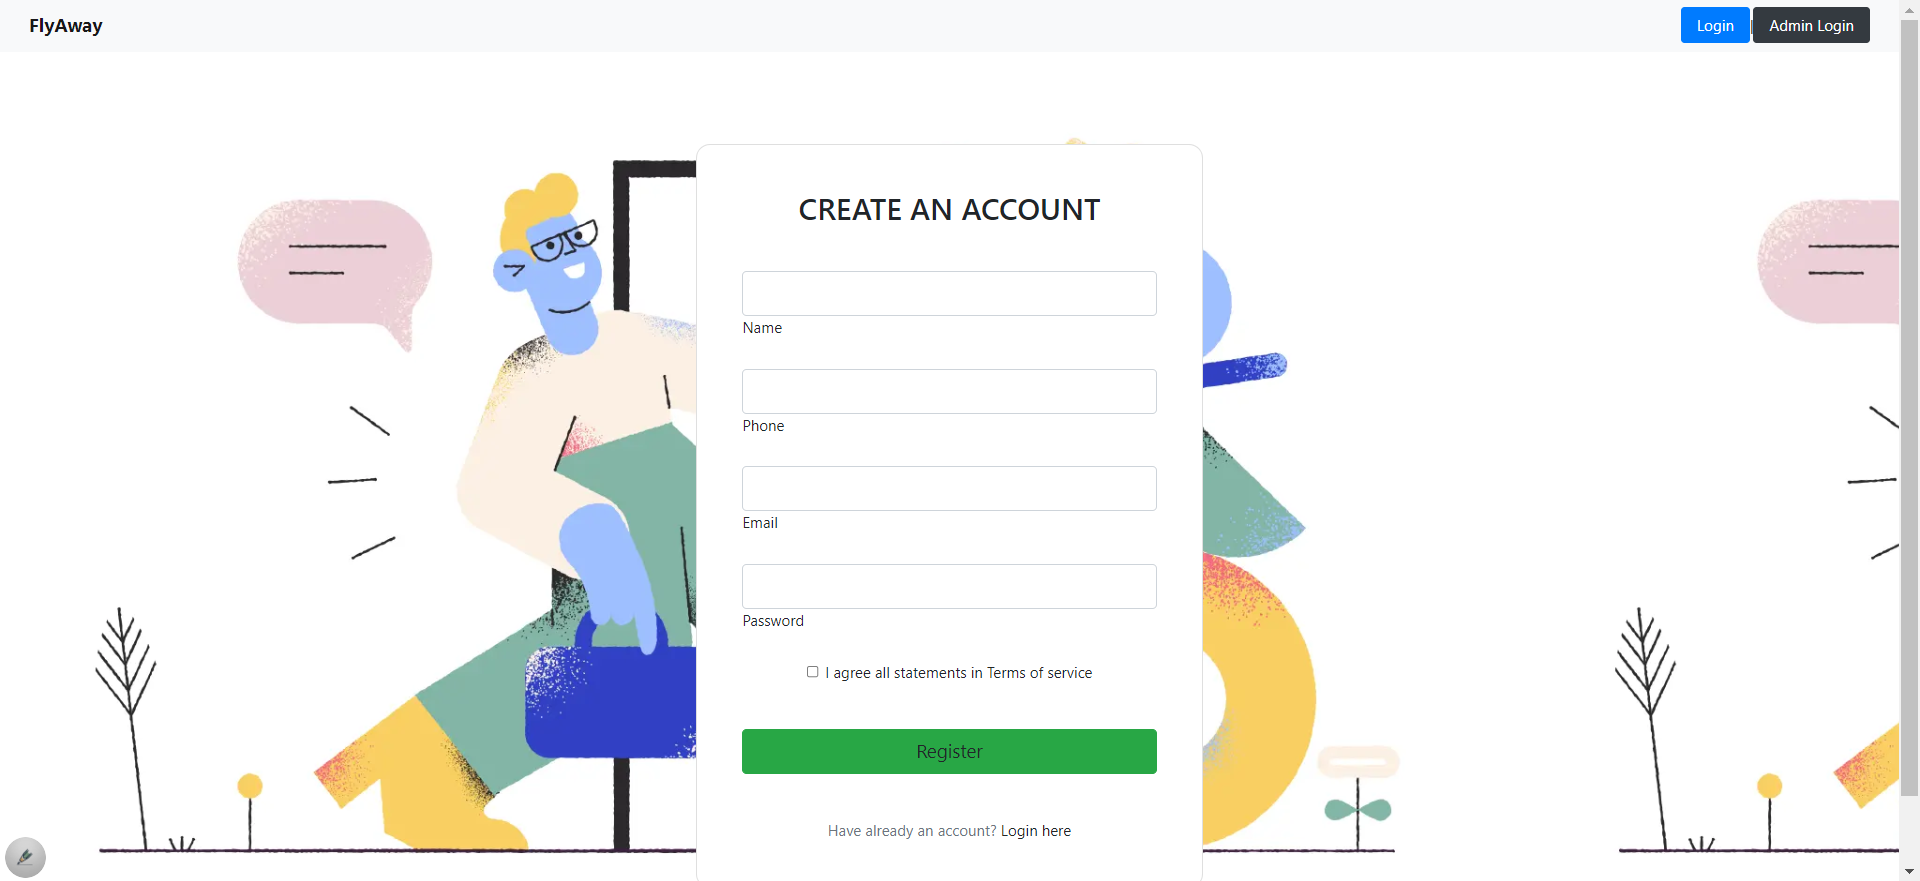 FlyAway
Login
Admin Login
CREATE AN ACCOUNT
Name
Phone
Email
Password
I agree all statements in Terms of service
Register
Have already an account? Login here